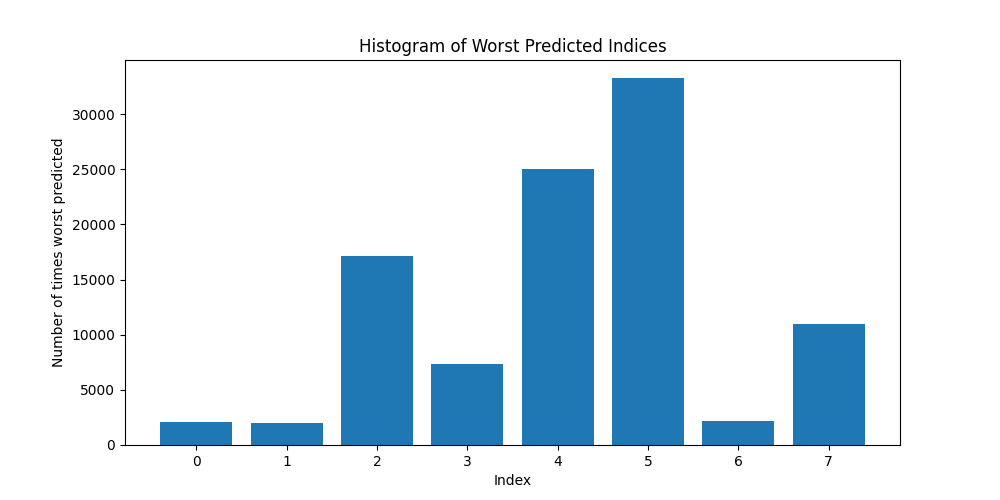 Histogram of Worst Predicted Indices
Number of times worst predicted
30000
25000
20000
15000
10000
5000
0
0 1 2 3 4 5 6 7
Index